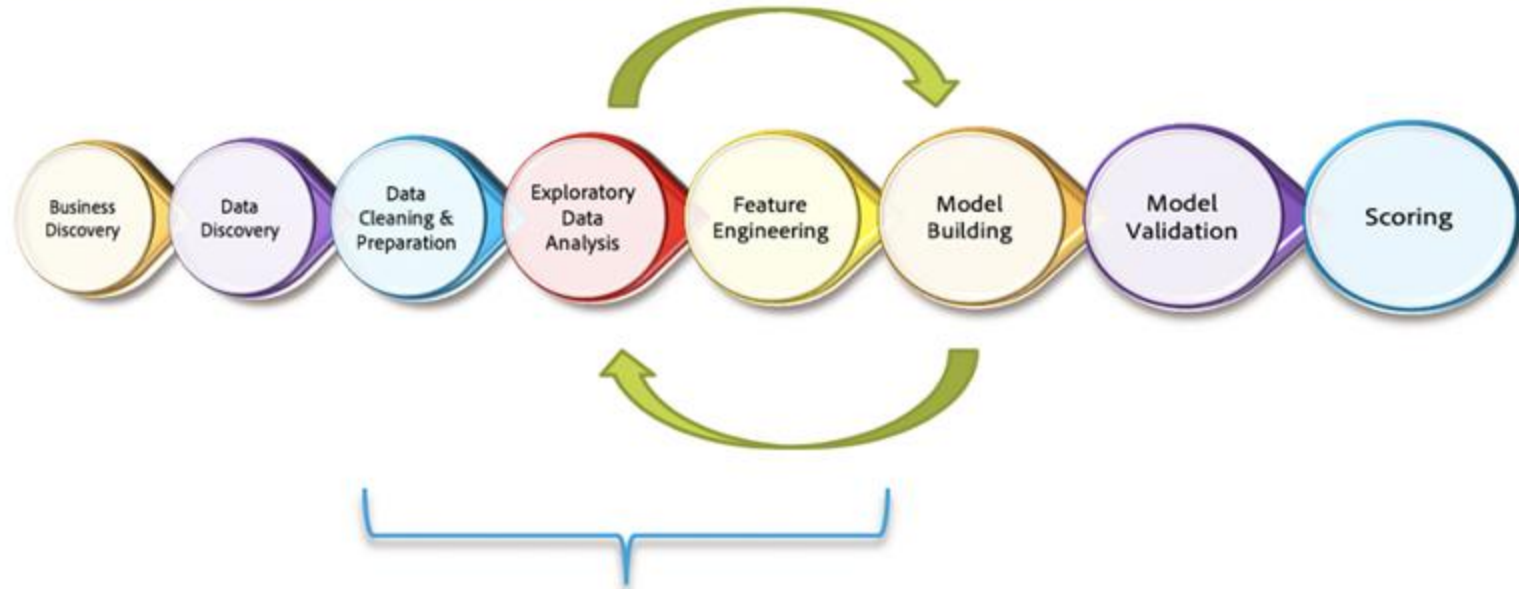 Business
Discovery
Data
Discovery
Data
Cleaning &
Preparation
Exploratory
Data
Analysis
Feature
Engineering
Model
Building
Model
Validation
Scoring